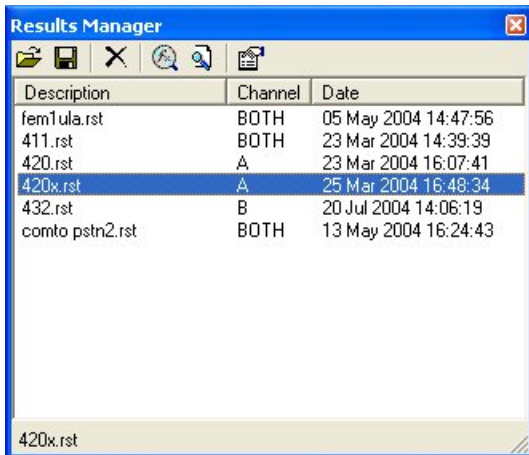 Results Manager
Description Channel Date
fem1ula.rst BOTH 05 May 2004 14:47:56
411.rst BOTH 23 Mar 2004 14:39:39
420.rst A 23 Mar 2004 16:07:41
420x.rst A 25 Mar 2004 16:48:34
432.rst B 20 Jul 2004 14:06:19
comto pstn2.rst BOTH 13 May 2004 16:24:43
420x.rst